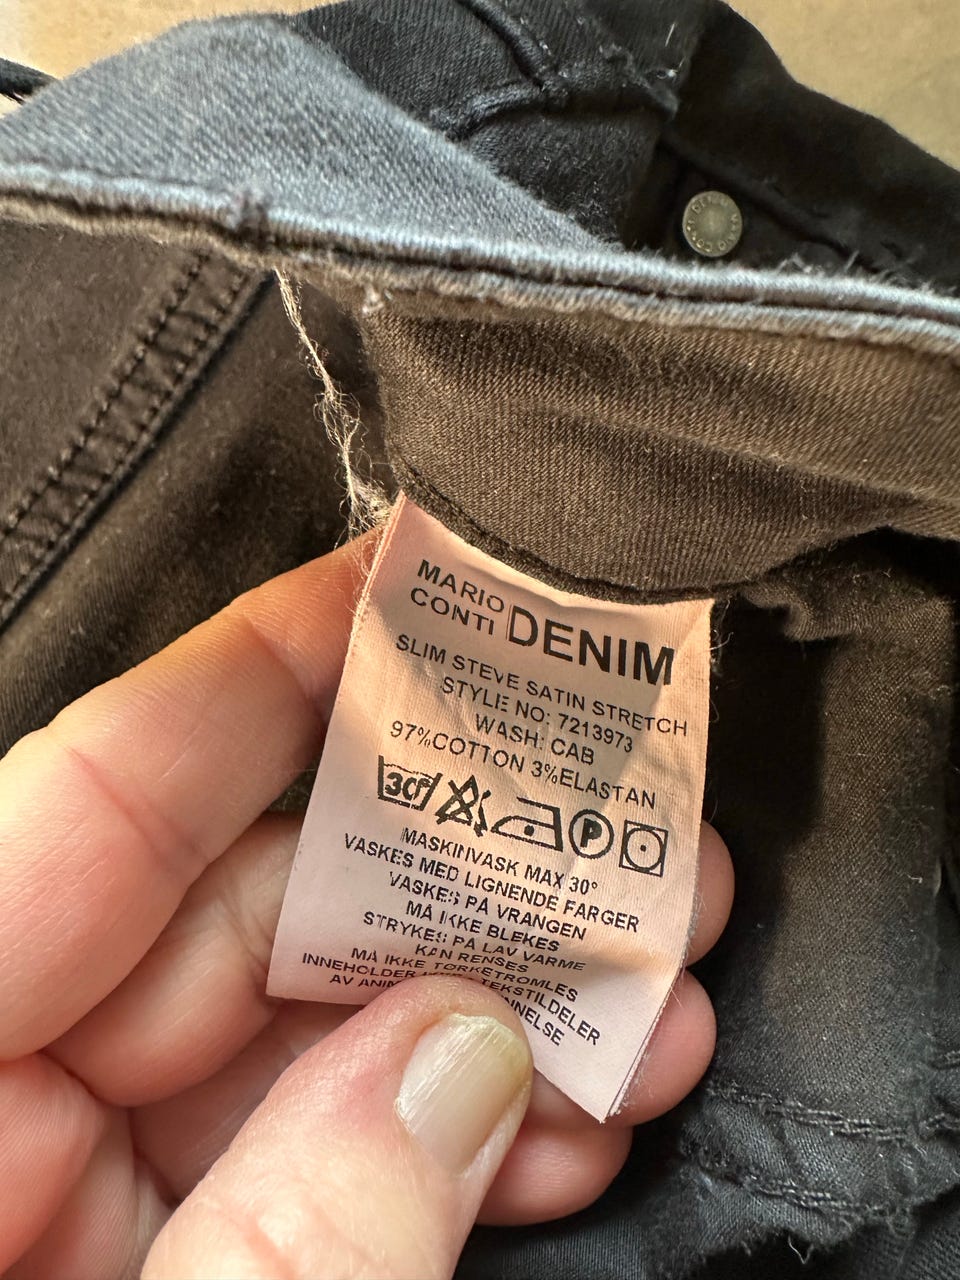 MARIO CONTI DENIM
SLIM STEVE SATIN STRETCH
STYLE NO: 7213973
WASH: CAB
97%COTTON 3%ELASTAN
30° P
MASKINVASK MAX 30°
VASKES MED LIGNENDE FARGER
VASKES PÅ VRANGEN
MÅ IKKE BLEKES
STRYKES PÅ LAV VARME
KAN RENSES
MÅ IKKE TØRKETROMLES
INNEHOLDER TEKSTILDELER
AV